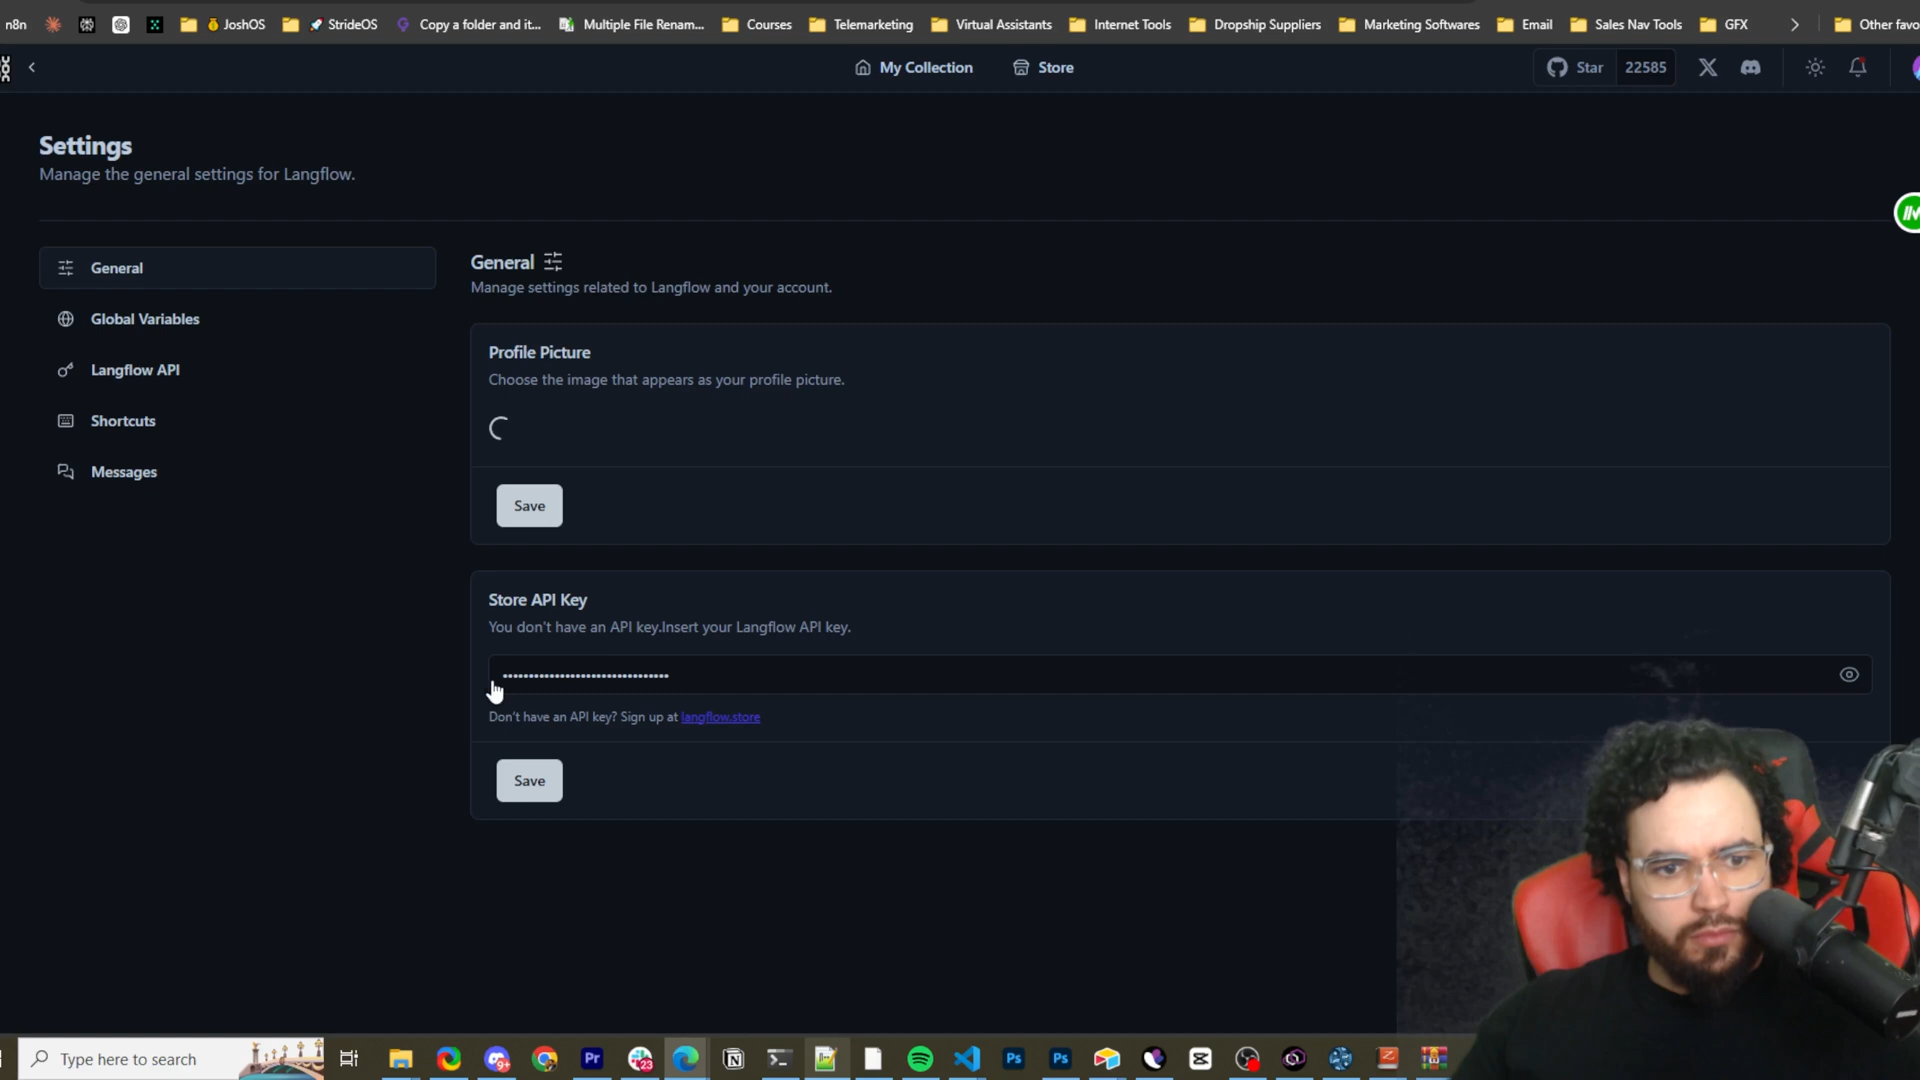 n8n
JoshOS
StrideOS
Copy a folder and it...
Multiple File Renam...
Courses
Telemarketing
Virtual Assistants
Internet Tools
Dropship Suppliers
Marketing Softwares
Email
Sales Nav Tools
GFX
Other favo
My Collection
Store
Star
22585
Settings
Manage the general settings for Langflow.
General
Global Variables
Langflow API
Shortcuts
Messages
General
Manage settings related to Langflow and your account.
Profile Picture
Choose the image that appears as your profile picture.
Save
Store API Key
You don't have an API key.Insert your Langflow API key.
••••••••••••••••••••••••••••••••
Don't have an API key? Sign up at langflow.store
Save
Type here to search
9+
Pr
23
Ps
Ps